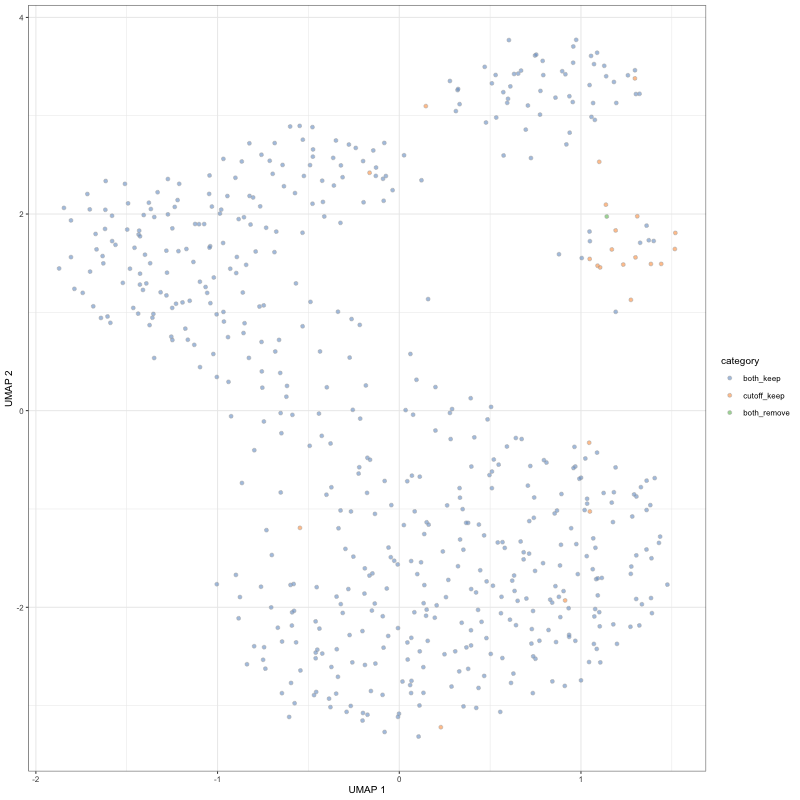 4
2
0
-2
-2
-1
0
1
UMAP 1
UMAP 2
category
both_keep
cutoff_keep
both_remove